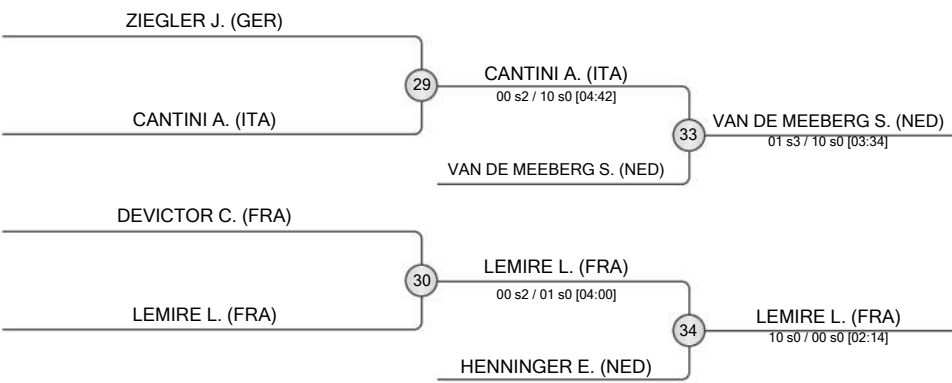 ZIEGLER J. (GER)
29
CANTINI A. (ITA)
00 s2 / 10 s0 [04:42]
CANTINI A. (ITA)
33
VAN DE MEEBERG S. (NED)
01 s3 / 10 s0 [03:34]
VAN DE MEEBERG S. (NED)
DEVICTOR C. (FRA)
30
LEMIRE L. (FRA)
00 s2 / 01 s0 [04:00]
LEMIRE L. (FRA)
34
LEMIRE L. (FRA)
10 s0 / 00 s0 [02:14]
HENNINGER E. (NED)